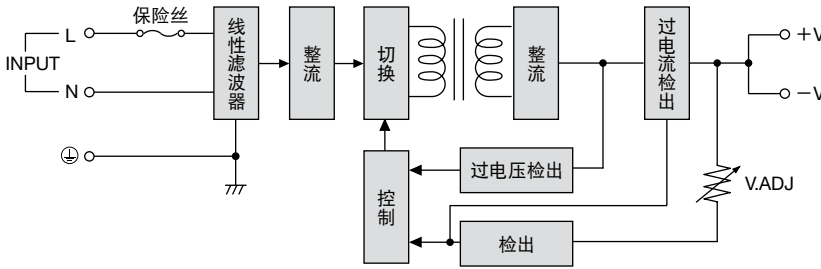 保险丝
L
INPUT
N
线性滤波器
整流
切换
整流
过电流检出
+V
−V
过电压检出
控制
检出
V.ADJ